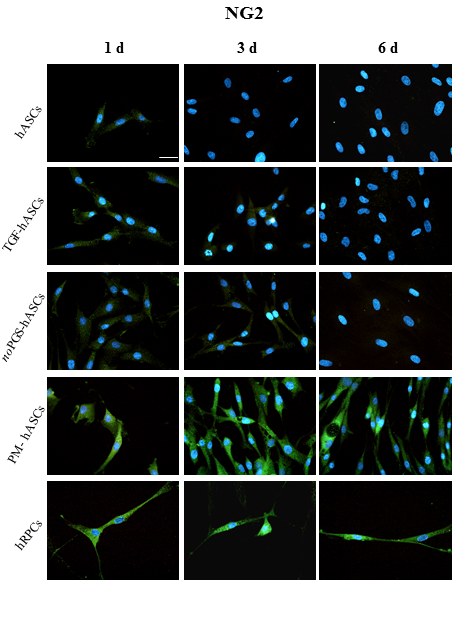 NG2
1 d 3 d 6 d
hASCs
TGF-hASCs
noPGS-hASCs
PM- hASCs
hRPCs